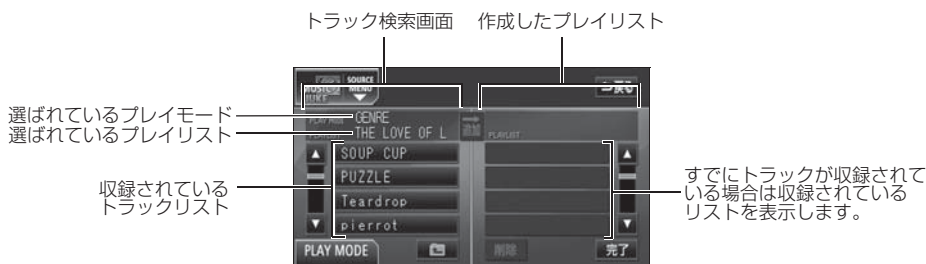 トラック検索画面
作成したプレイリスト
SOURCE
MENU
戻る
選ばれているプレイモード
GENRE
選ばれているプレイリスト
THE LOVE OF L
追加
PLAYLIST
SOUP CUP
PUZZLE
収録されている
トラックリスト
Teardrop
pierrot
すでにトラックが収録されて
いる場合は収録されている
リストを表示します。
PLAY MODE
削除
完了